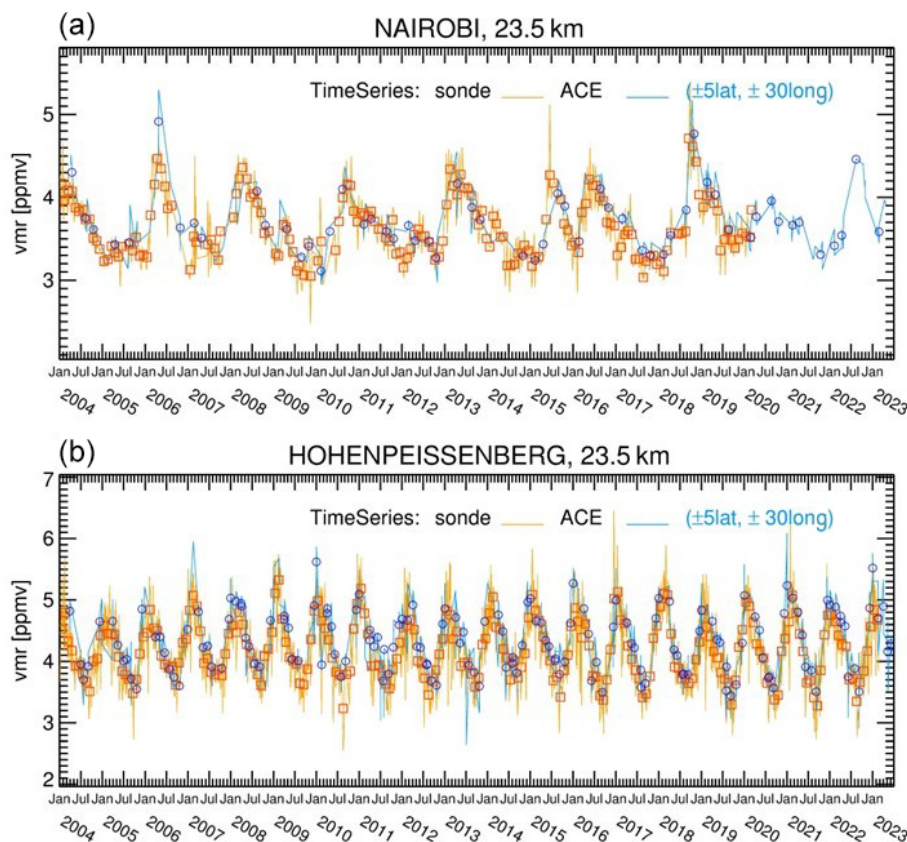 (a)
NAIROBI, 23.5 km
TimeSeries: sonde ACE (±5lat, ± 30long)
5
4
3
vmr [ppmv]
Jan Jul Jan Jul Jan Jul Jan Jul Jan Jul Jan Jul Jan Jul Jan Jul Jan Jul Jan Jul Jan Jul Jan Jul Jan Jul Jan Jul Jan Jul Jan Jul Jan Jul Jan Jul Jan Jul Jan
2004 2005 2006 2007 2008 2009 2010 2011 2012 2013 2014 2015 2016 2017 2018 2019 2020 2021 2022 2023
(b)
HOHENPEISSENBERG, 23.5 km
TimeSeries: sonde ACE (±5lat, ± 30long)
7
6
5
4
3
2
vmr [ppmv]
Jan Jul Jan Jul Jan Jul Jan Jul Jan Jul Jan Jul Jan Jul Jan Jul Jan Jul Jan Jul Jan Jul Jan Jul Jan Jul Jan Jul Jan Jul Jan Jul Jan Jul Jan Jul Jan Jul Jan
2004 2005 2006 2007 2008 2009 2010 2011 2012 2013 2014 2015 2016 2017 2018 2019 2020 2021 2022 2023